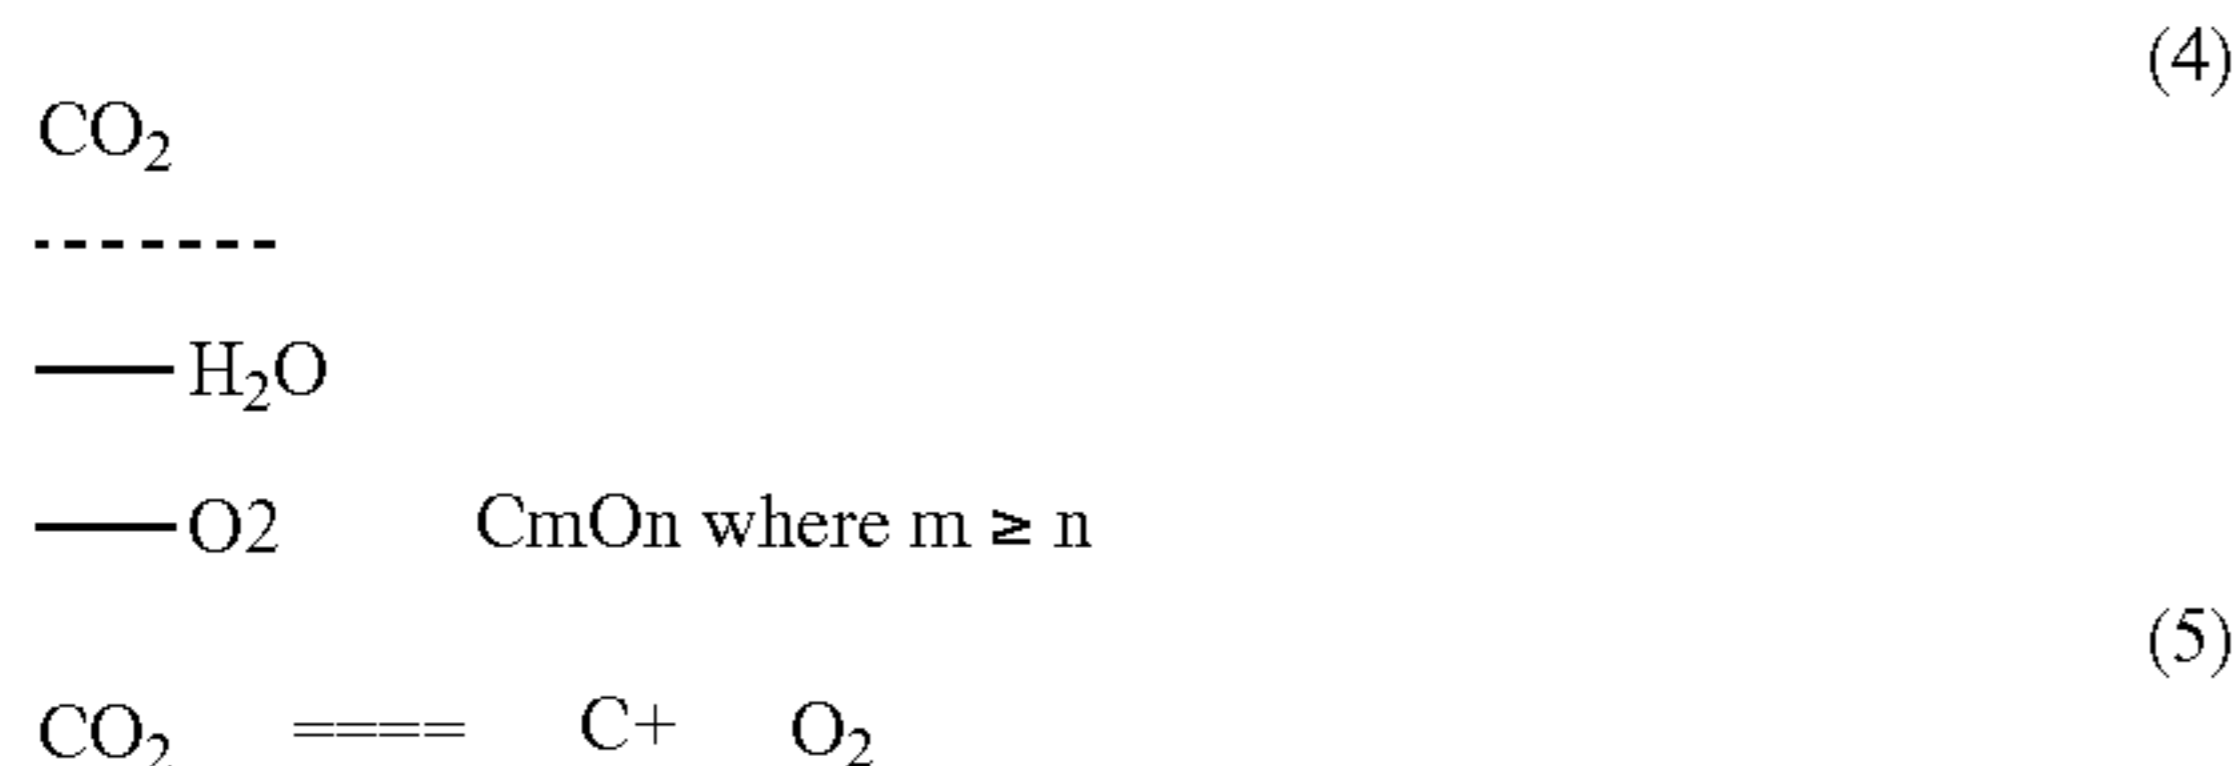 (4)
CO₂
-------
—H₂O
—O2 CmOn where m ≥ n
(5)
CO₂ ==== C+ O₂